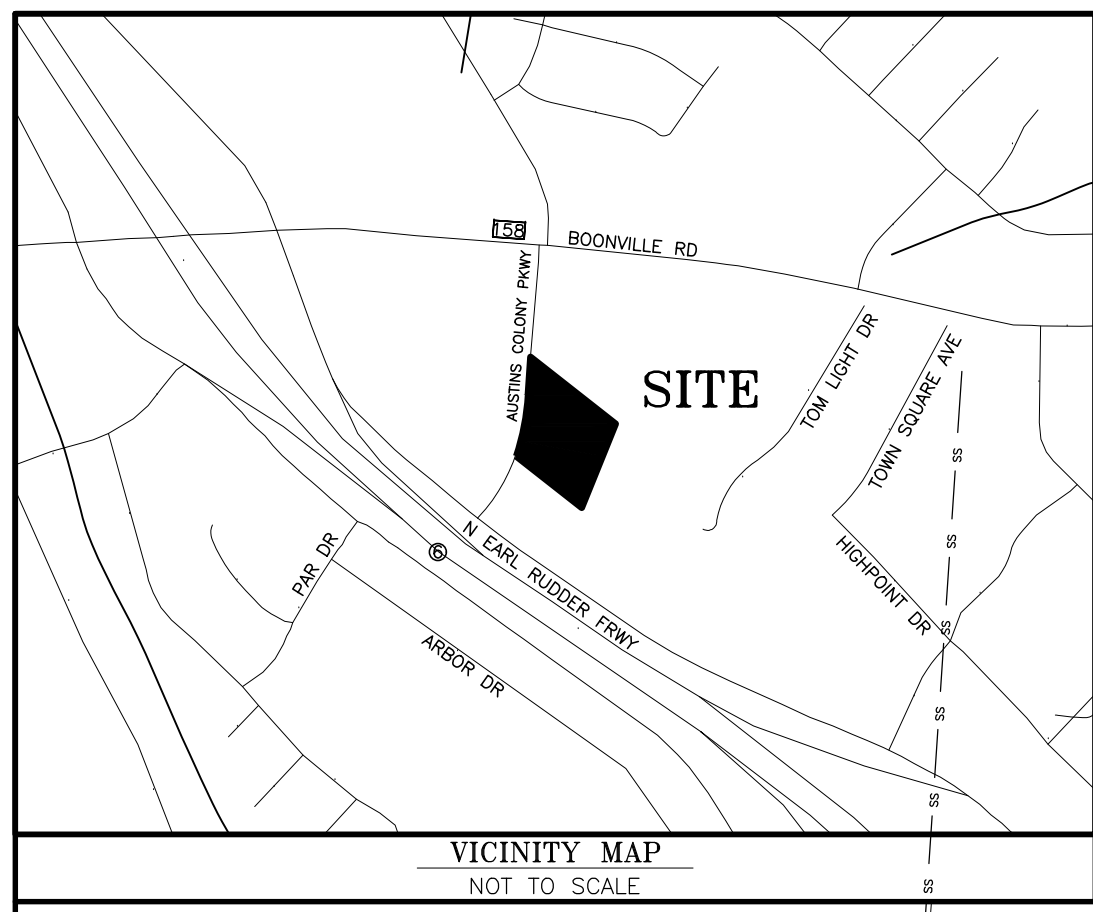 158
BOONVILLE RD
AUSTINS COLONY PKWY
SITE
TOM LIGHT DR
TOWN SQUARE AVE
SS
SS
HIGHPOINT DR
SS
6
N EARL RUDDER FRWY
PAR DR
ARBOR DR
SS
SS
VICINITY MAP
NOT TO SCALE
SS